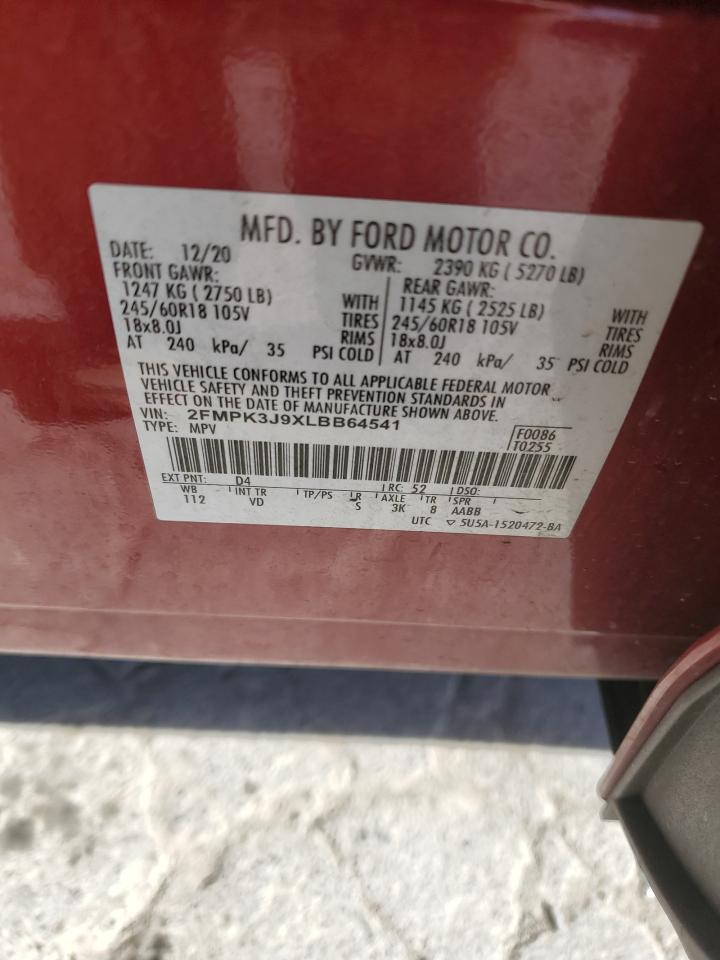 MFD. BY FORD MOTOR CO.
DATE: 12/20 GVWR: 2390 KG ( 5270 LB)
FRONT GAWR: REAR GAWR:
1247 KG ( 2750 LB) WITH 1145 KG ( 2525 LB) WITH
245/60R18 105V TIRES 245/60R18 105V TIRES
18x8.0J RIMS 18x8.0J RIMS
AT 240 kPa/ 35 PSI COLD AT 240 kPa/ 35 PSI COLD
THIS VEHICLE CONFORMS TO ALL APPLICABLE FEDERAL MOTOR
VEHICLE SAFETY AND THEFT PREVENTION STANDARDS IN
EFFECT ON THE DATE OF MANUFACTURE SHOWN ABOVE.
VIN: 2FMPK3J9XLBB64541
TYPE: MPV F0086
T0255
EXT PNT: D4 RC: 52 DSO:
WB INT TR TP/PS R AXLE TR SPR
112 VD S 3K 8 AABB
UTC ▽ 5U5A-1520472-BA